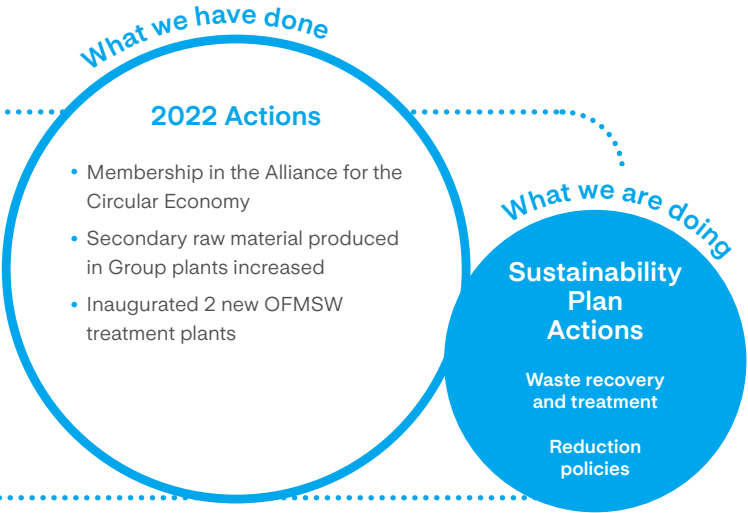 What we have done
2022 Actions
• Membership in the Alliance for the
Circular Economy
• Secondary raw material produced
in Group plants increased
• Inaugurated 2 new OFMSW
treatment plants
What we are doing
Sustainability
Plan
Actions
Waste recovery
and treatment
Reduction
policies